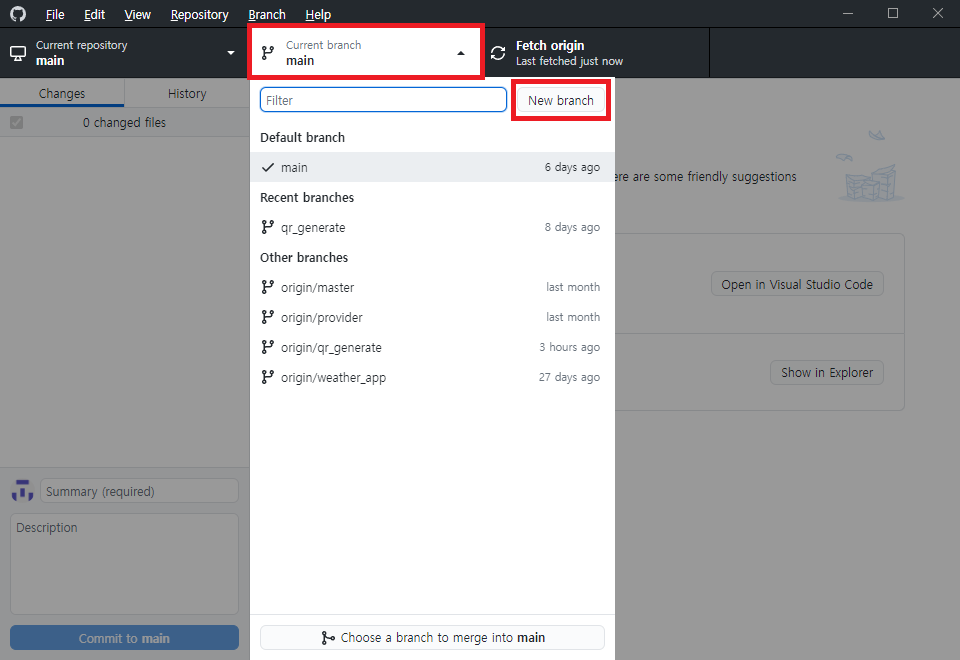 File Edit View Repository Branch Help
Current repository
main
Current branch
main
Fetch origin
Last fetched just now
Changes History
0 changed files
Filter
New branch
Default branch
main 6 days ago
Recent branches
qr_generate 8 days ago
Other branches
origin/master last month
origin/provider last month
origin/qr_generate 3 hours ago
origin/weather_app 27 days ago
are some friendly suggestions
Open in Visual Studio Code
Show in Explorer
Summary (required)
Description
Commit to main
Choose a branch to merge into main